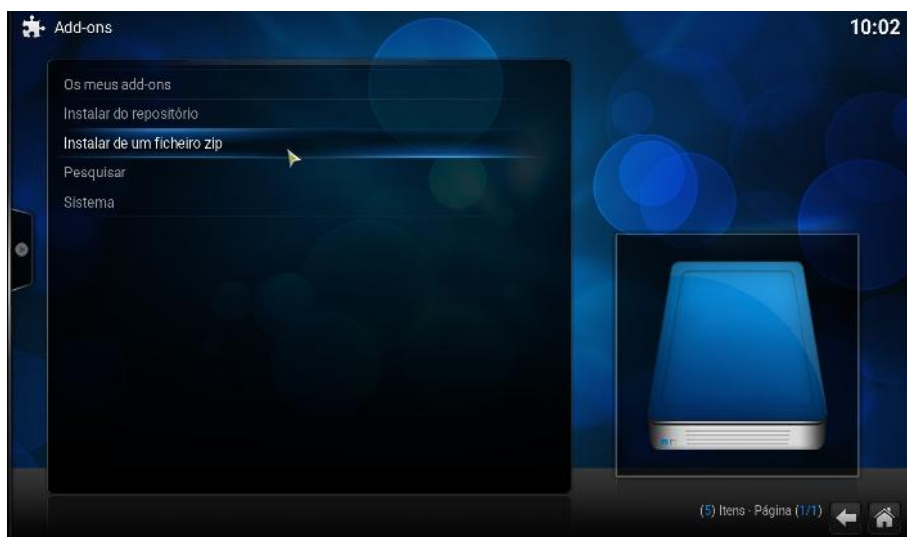 Add-ons
10:02
Os meus add-ons
Instalar do repositório
Instalar de um ficheiro zip
Pesquisar
Sistema
(5) Itens - Página (1/1)